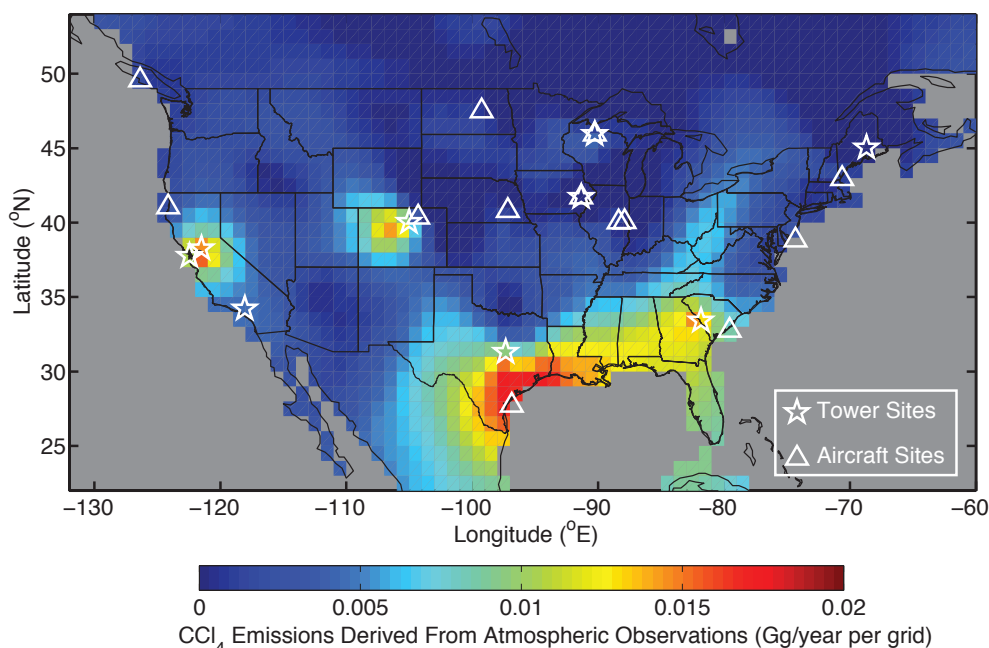 50
45
40
35
30
25
Latitude (°N)
Tower Sites
Aircraft Sites
−130 −120 −110 −100 −90 −80 −70 −60
Longitude (°E)
0 0.005 0.01 0.015 0.02
CCl₄ Emissions Derived From Atmospheric Observations (Gg/year per grid)